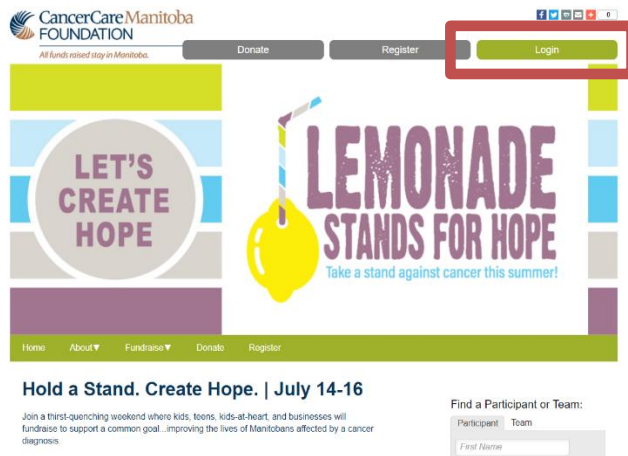 CancerCare Manitoba
FOUNDATION
All funds raised stay in Manitoba.
0
Donate Register Login
LET'S
CREATE
HOPE
LEMONADE
STANDS FOR HOPE
Take a stand against cancer this summer!
Home About▼ Fundraise▼ Donate Register
Hold a Stand. Create Hope. | July 14-16
Join a thirst-quenching weekend where kids, teens, kids-at-heart, and businesses will
fundraise to support a common goal...improving the lives of Manitobans affected by a cancer
diagnosis
Find a Participant or Team:
Participant Team
First Name